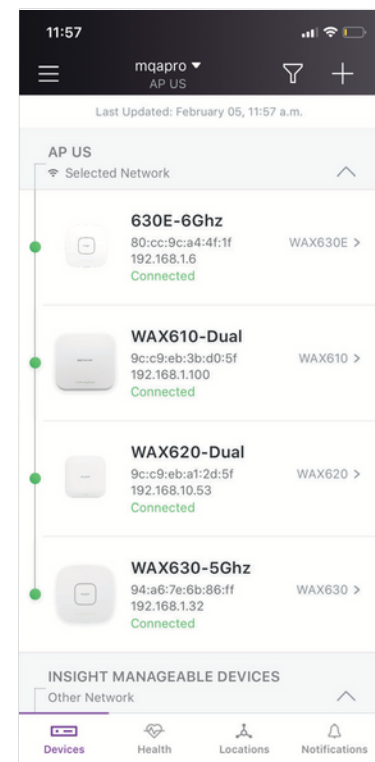 11:57
mqapro
AP US
Last Updated: February 05, 11:57 a.m.
AP US
Selected Network
630E-6Ghz
80:cc:9c:a4:4f:1f
WAX630E >
192.168.1.6
Connected
WAX610-Dual
9c:c9:eb:3b:d0:5f
WAX610 >
192.168.1.100
Connected
WAX620-Dual
9c:c9:eb:a1:2d:5f
WAX620 >
192.168.10.53
Connected
WAX630-5Ghz
94:a6:7e:6b:86:ff
WAX630 >
192.168.1.32
Connected
INSIGHT MANAGEABLE DEVICES
Other Network
Devices Health Locations Notifications